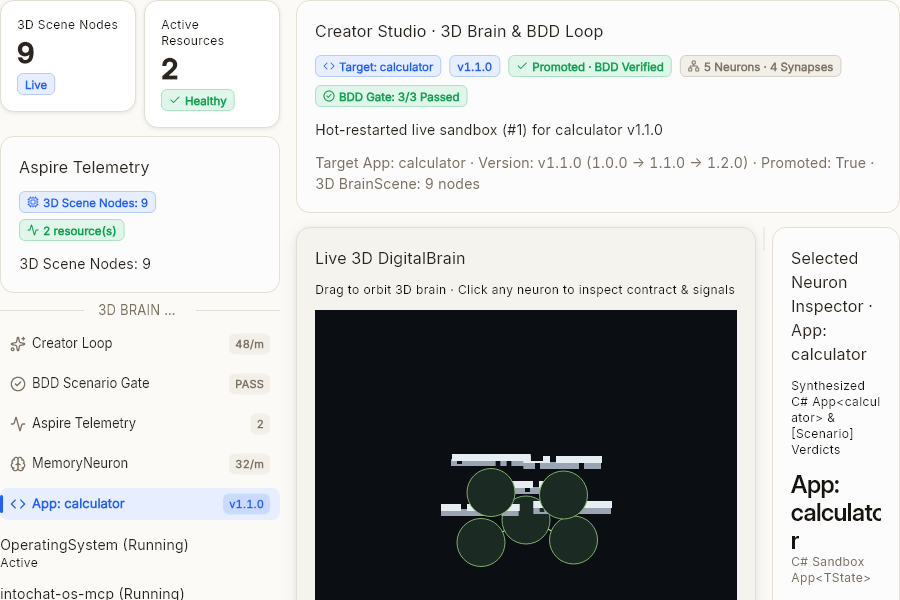 3D Scene Nodes
9
Live
Active
Resources
2
Healthy
Aspire Telemetry
3D Scene Nodes: 9
2 resource(s)
3D Scene Nodes: 9
3D BRAIN ...
Creator Loop 48/m
BDD Scenario Gate PASS
Aspire Telemetry 2
MemoryNeuron 32/m
App: calculator v1.1.0
OperatingSystem (Running)
Active
intochat-os-mcp (Running)
Creator Studio · 3D Brain & BDD Loop
Target: calculator v1.1.0 Promoted · BDD Verified 5 Neurons · 4 Synapses
BDD Gate: 3/3 Passed
Hot-restarted live sandbox (#1) for calculator v1.1.0
Target App: calculator · Version: v1.1.0 (1.0.0 → 1.1.0 → 1.2.0) · Promoted: True ·
3D BrainScene: 9 nodes
Live 3D DigitalBrain
Drag to orbit 3D brain · Click any neuron to inspect contract & signals
Selected
Neuron
Inspector ·
App:
calculator
Synthesized
C# App<calcul
ator> &
[Scenario]
Verdicts
App:
calculato
r
C# Sandbox
App<TState>